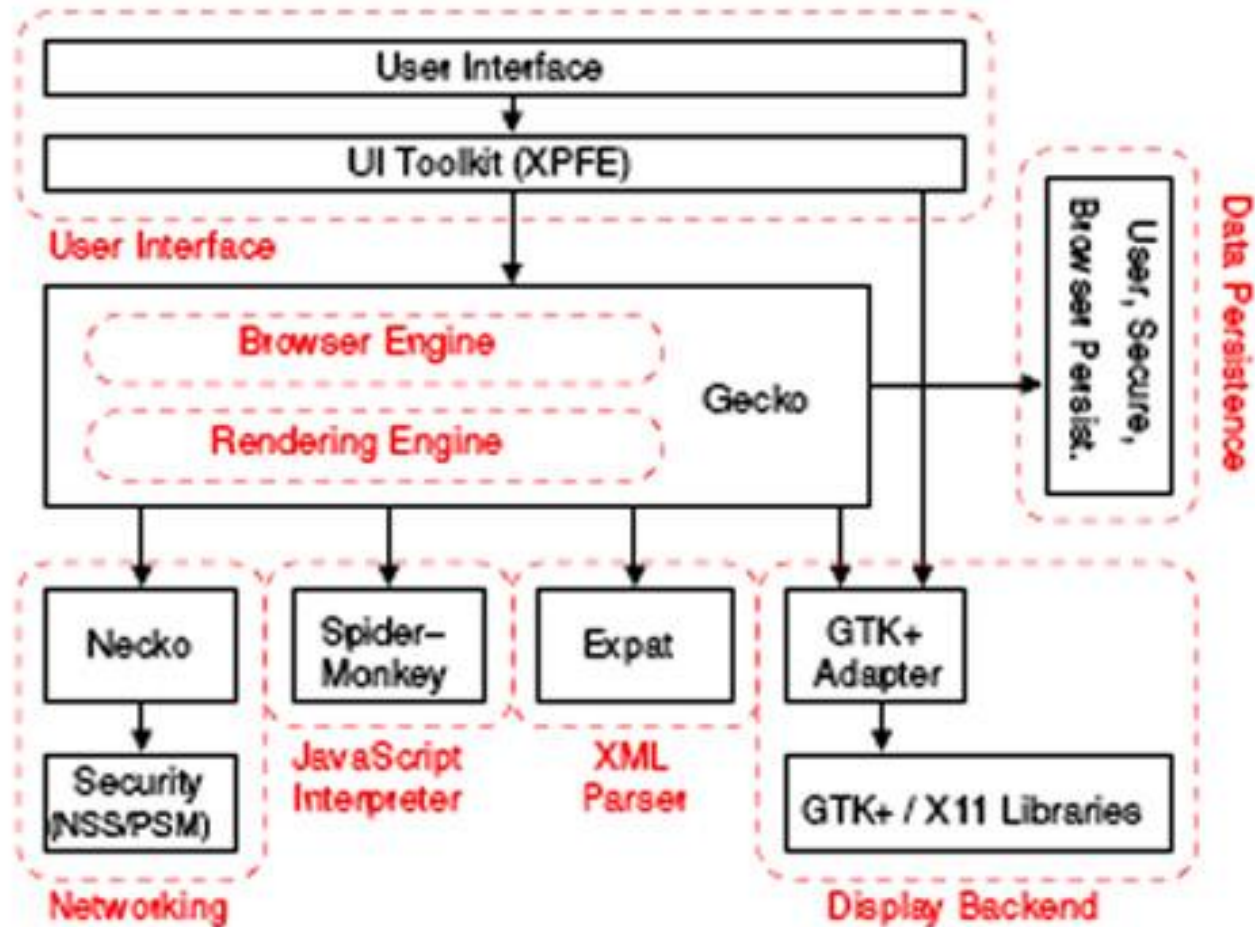 User Interface
UI Toolkit (XPFE)
User Interface
User, Secure,
Browser Persist.
Data Persistence
Browser Engine
Gecko
Rendering Engine
Necko
Spider–
Monkey
Expat
GTK+
Adapter
Security
(NSS/PSM)
JavaScript
Interpreter
XML
Parser
GTK+ / X11 Libraries
Networking
Display Backend